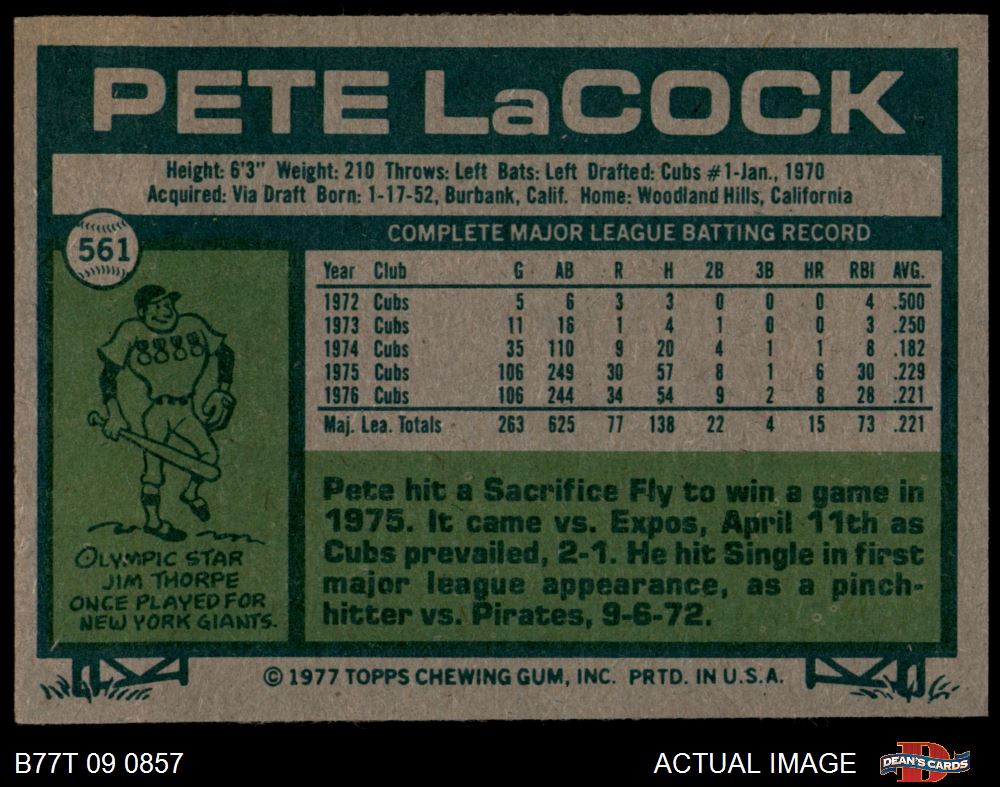 PETE LaCOCK
Height: 6'3" Weight: 210 Throws: Left Bats: Left Drafted: Cubs #1-Jan., 1970
Acquired: Via Draft Born: 1-17-52, Burbank, Calif. Home: Woodland Hills, California
561
COMPLETE MAJOR LEAGUE BATTING RECORD
Year Club G AB R H 2B 3B HR RBI AVG.
1972 Cubs 5 6 3 3 0 0 0 4 .500
1973 Cubs 11 16 1 4 1 0 0 3 .250
1974 Cubs 35 110 9 20 4 1 1 8 .182
1975 Cubs 106 249 30 57 8 1 6 30 .229
1976 Cubs 106 244 34 54 9 2 8 28 .221
Maj. Lea. Totals 263 625 77 138 22 4 15 73 .221
OLYMPIC STAR
JIM THORPE
ONCE PLAYED FOR
NEW YORK GIANTS.
Pete hit a Sacrifice Fly to win a game in
1975. It came vs. Expos, April 11th as
Cubs prevailed, 2-1. He hit Single in first
major league appearance, as a pinch-
hitter vs. Pirates, 9-6-72.
© 1977 TOPPS CHEWING GUM, INC. PRTD. IN U.S.A.
B77T 09 0857
ACTUAL IMAGE
DEAN'S CARDS